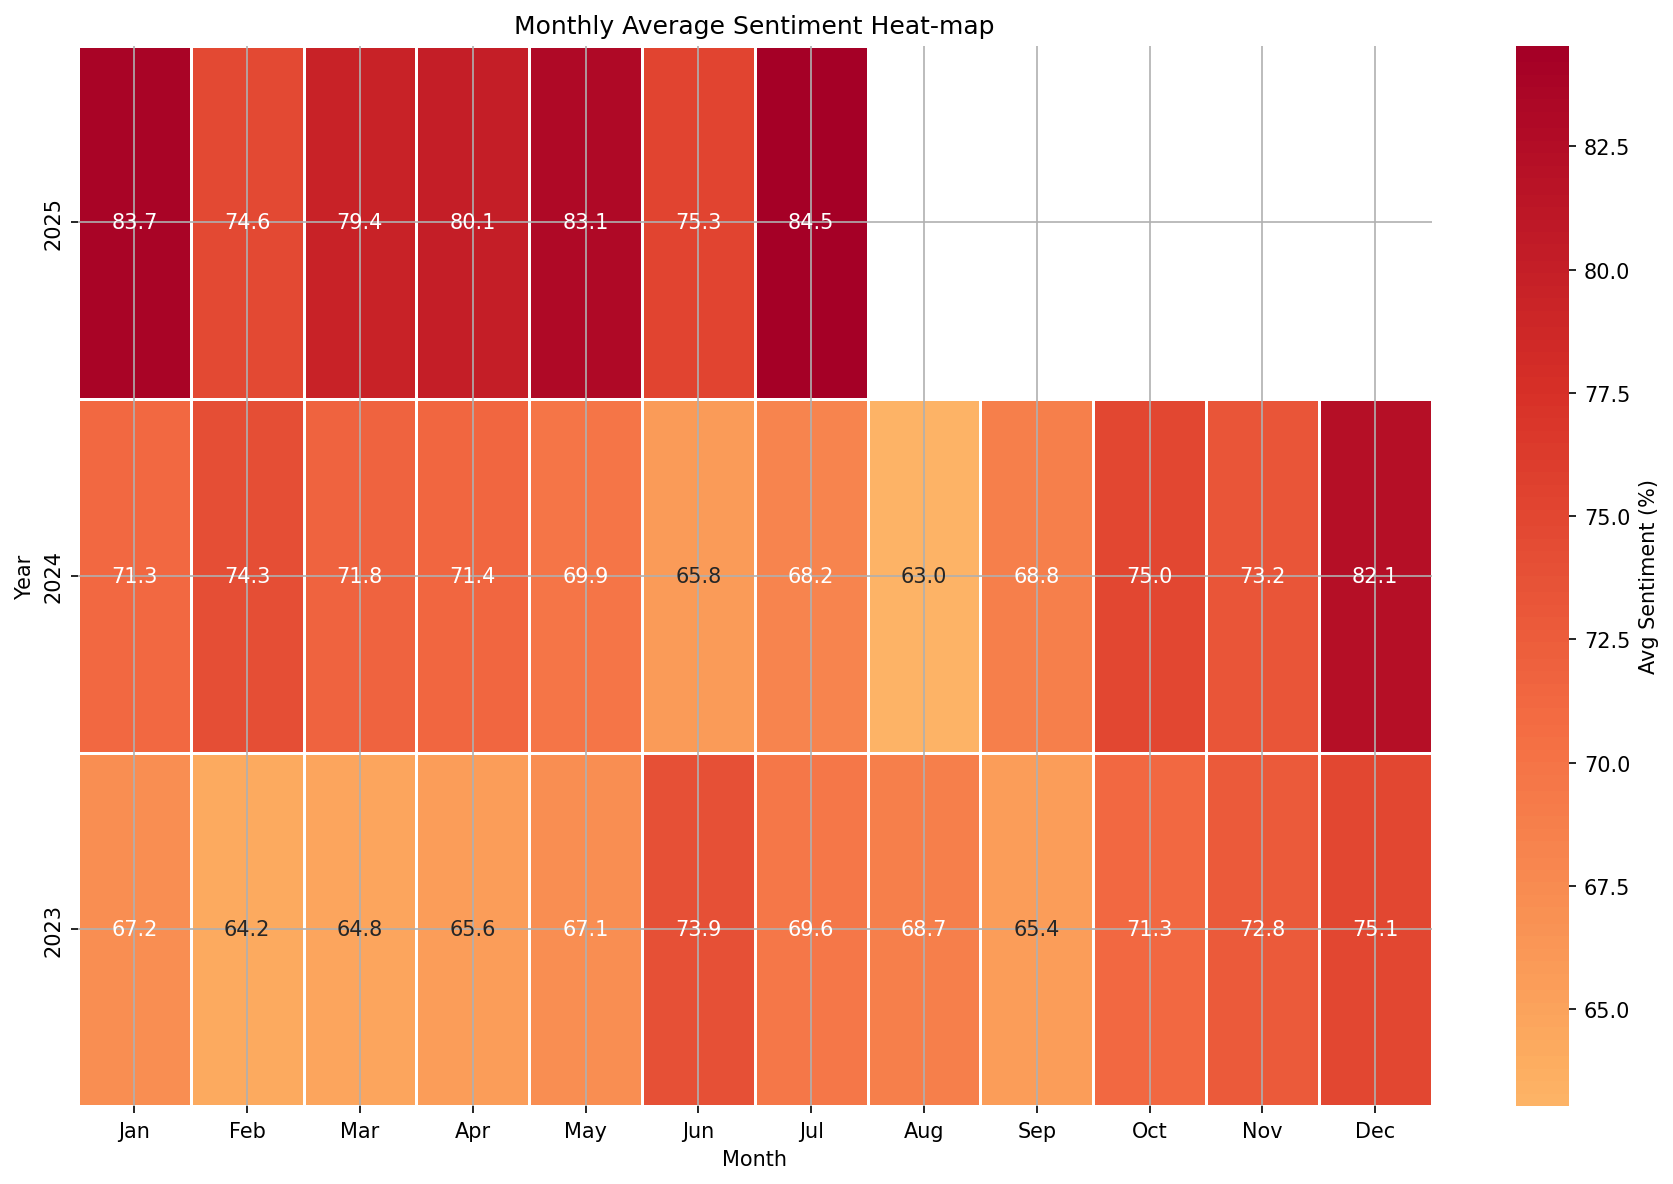 Monthly Average Sentiment Heat-map
2025
83.7 74.6 79.4 80.1 83.1 75.3 84.5
Year
2024
71.3 74.3 71.8 71.4 69.9 65.8 68.2 63.0 68.8 75.0 73.2 82.1
2023
67.2 64.2 64.8 65.6 67.1 73.9 69.6 68.7 65.4 71.3 72.8 75.1
Jan Feb Mar Apr May Jun Jul Aug Sep Oct Nov Dec
Month
82.5
80.0
77.5
75.0
72.5
70.0
67.5
65.0
Avg Sentiment (%)